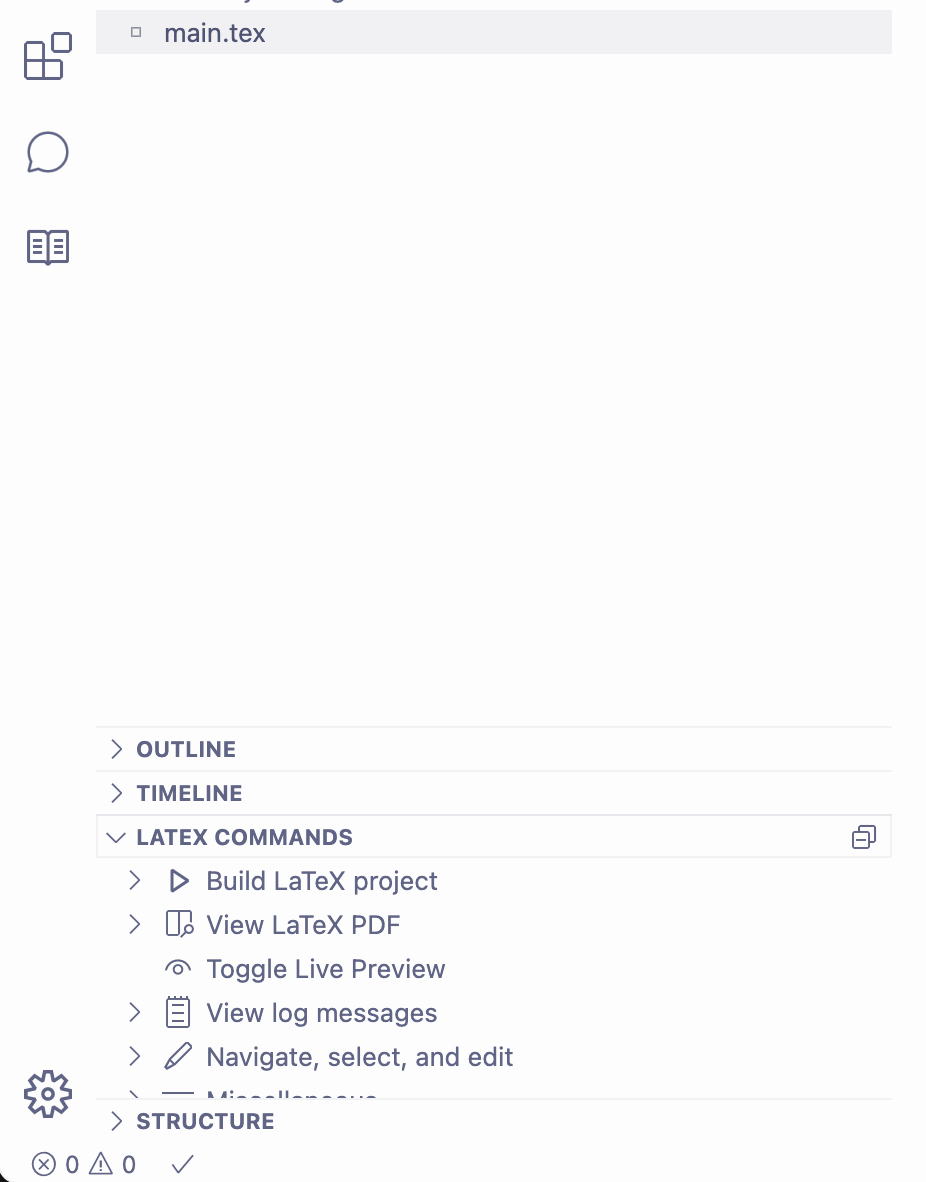 main.tex
OUTLINE
TIMELINE
LATEX COMMANDS
Build LaTeX project
View LaTeX PDF
Toggle Live Preview
View log messages
Navigate, select, and edit
Miscellaneous
STRUCTURE
0 0